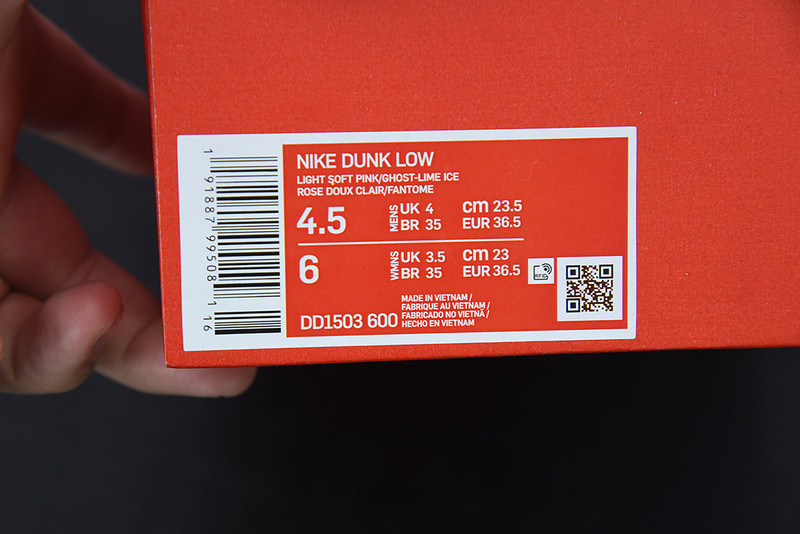 1 91887 99508 1 16
NIKE DUNK LOW
LIGHT SOFT PINK/GHOST-LIME ICE
ROSE DOUX CLAIR/FANTOME
4.5 MENS UK 4 cm 23.5
BR 35 EUR 36.5
6 WMNS UK 3.5 cm 23
BR 35 EUR 36.5
RFID
DD1503 600
MADE IN VIETNAM /
FABRIQUE AU VIETNAM /
FABRICADO NO VIETNÃ /
HECHO EN VIETNAM